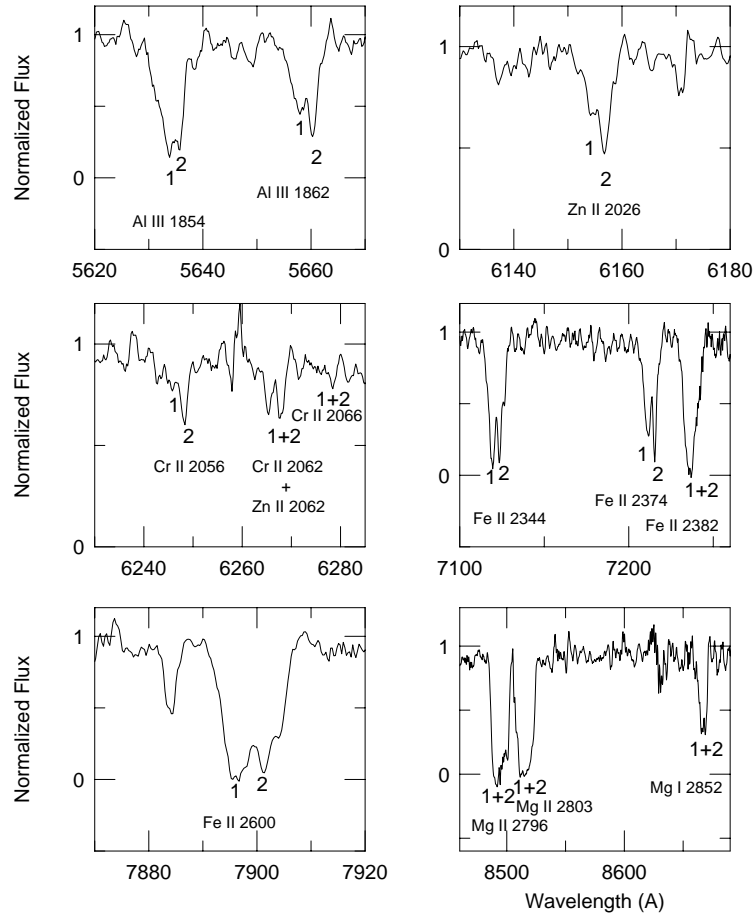 Normalized Flux
1
0
1
2
1
2
Al III 1854
Al III 1862
5620 5640 5660
1
0
1
2
Zn II 2026
6140 6160 6180
Normalized Flux
1
0
1
2
1+2
1+2
Cr II 2066
Cr II 2056
Cr II 2062
+
Zn II 2062
6240 6260 6285
1
0
1 2
1
2
1+2
Fe II 2344
Fe II 2374
Fe II 2382
7100 7200
Normalized Flux
1
0
1 2
Fe II 2600
7880 7900 7920
1
0
1+2
1+2
1+2
Mg II 2796
Mg II 2803
Mg I 2852
8500 8600
Wavelength (A)